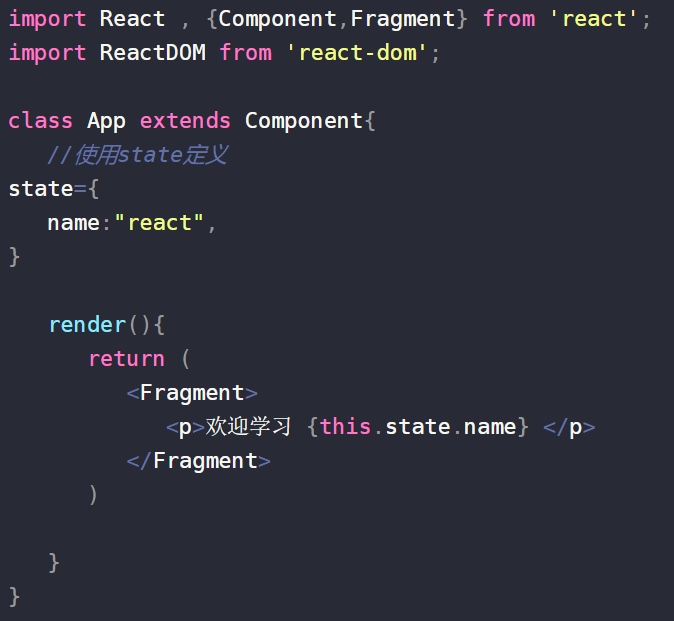 import React , {Component,Fragment} from 'react';
import ReactDOM from 'react-dom';

class App extends Component{
   //使用state定义
state={
   name:"react",
}

   render(){
      return (
         <Fragment>
            <p>欢迎学习 {this.state.name} </p>
         </Fragment>
      )

   }
}